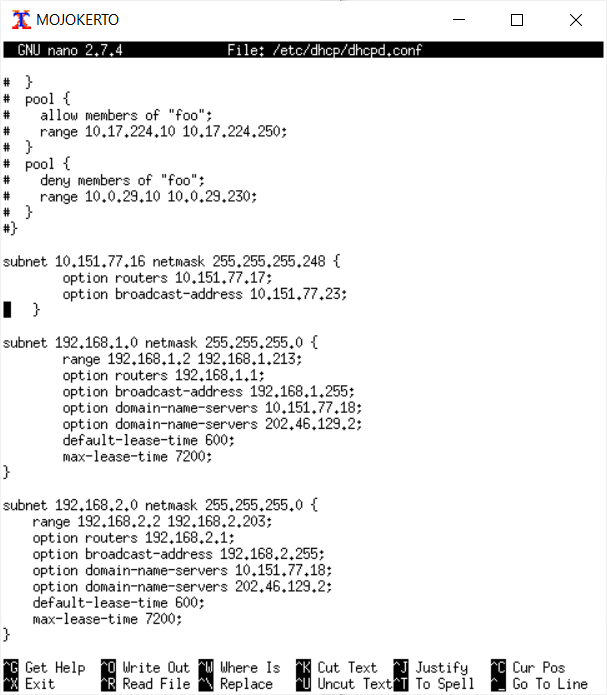 MOJOKERTO
GNU nano 2.7.4 File: /etc/dhcp/dhcpd.conf
#  }
#  pool {
#    allow members of "foo";
#    range 10.17.224.10 10.17.224.250;
#  }
#  pool {
#    deny members of "foo";
#    range 10.0.29.10 10.0.29.230;
#  }
#}
subnet 10.151.77.16 netmask 255.255.255.248 {
        option routers 10.151.77.17;
        option broadcast-address 10.151.77.23;
    }
subnet 192.168.1.0 netmask 255.255.255.0 {
        range 192.168.1.2 192.168.1.213;
        option routers 192.168.1.1;
        option broadcast-address 192.168.1.255;
        option domain-name-servers 10.151.77.18;
        option domain-name-servers 202.46.129.2;
        default-lease-time 600;
        max-lease-time 7200;
}
subnet 192.168.2.0 netmask 255.255.255.0 {
    range 192.168.2.2 192.168.2.203;
    option routers 192.168.2.1;
    option broadcast-address 192.168.2.255;
    option domain-name-servers 10.151.77.18;
    option domain-name-servers 202.46.129.2;
    default-lease-time 600;
    max-lease-time 7200;
}
^G Get Help ^O Write Out ^W Where Is ^K Cut Text ^J Justify ^C Cur Pos
^X Exit ^R Read File ^\ Replace ^U Uncut Text ^T To Spell ^_ Go To Line